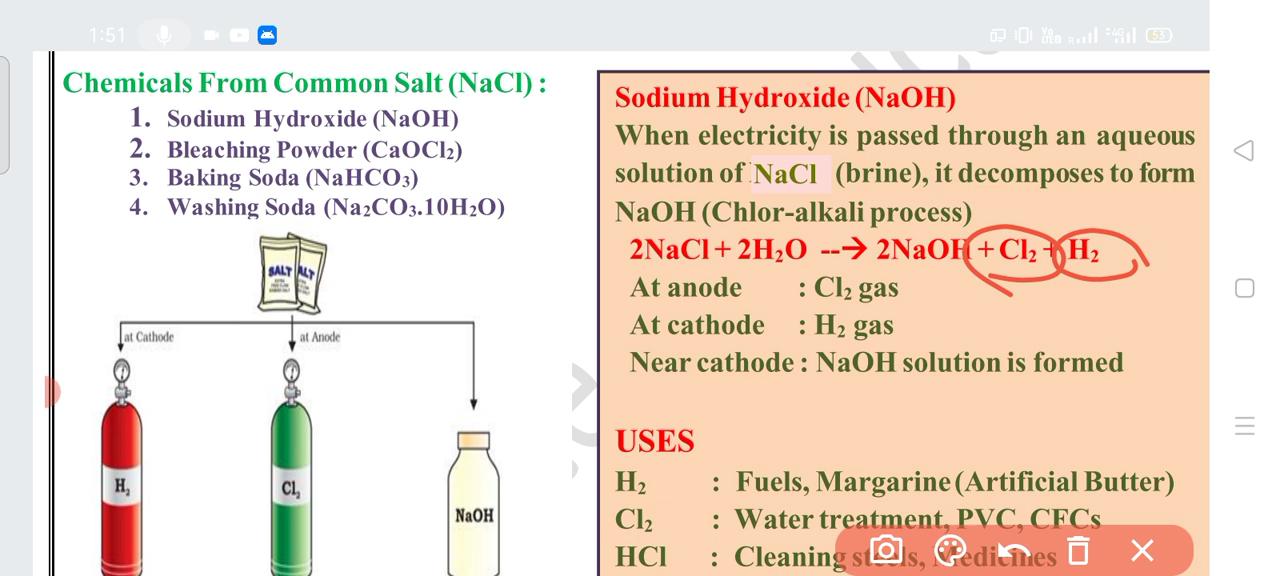 1:51
53
Chemicals From Common Salt (NaCl) :
1. Sodium Hydroxide (NaOH)
2. Bleaching Powder (CaOCl₂)
3. Baking Soda (NaHCO₃)
4. Washing Soda (Na₂CO₃.10H₂O)
SALT
ALT
at Cathode
at Anode
H₂
Cl₂
NaOH
Sodium Hydroxide (NaOH)
When electricity is passed through an aqueous
solution of NaCl (brine), it decomposes to form
NaOH (Chlor-alkali process)
2NaCl + 2H₂O --→ 2NaOH + Cl₂ + H₂
At anode : Cl₂ gas
At cathode : H₂ gas
Near cathode : NaOH solution is formed
USES
H₂ : Fuels, Margarine (Artificial Butter)
Cl₂ : Water treatment, PVC, CFCs
HCl : Cleaning steels, Medicines